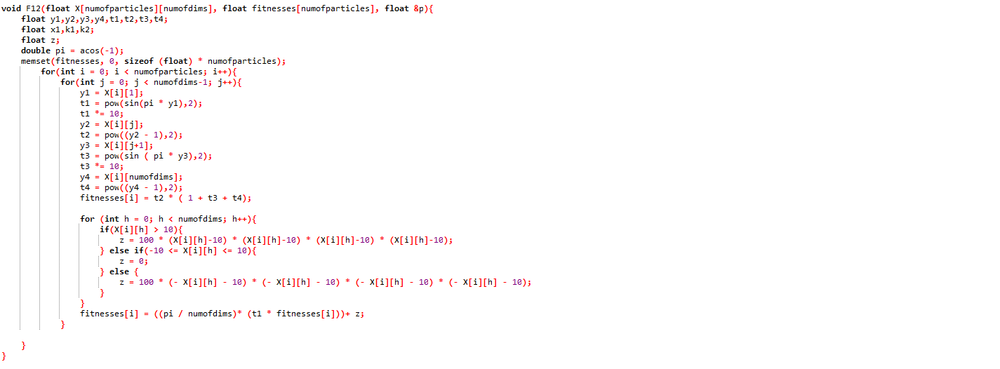 void F12(float X[numofparticles][numofdims], float fitnesses[numofparticles], float &p){
    float y1,y2,y3,y4,t1,t2,t3,t4;
    float x1,k1,k2;
    float z;
    double pi = acos(-1);
    memset(fitnesses, 0, sizeof (float) * numofparticles);
        for(int i = 0; i < numofparticles; i++){
            for(int j = 0; j < numofdims-1; j++){
                y1 = X[i][1];
                t1 = pow(sin(pi * y1),2);
                t1 *= 10;
                y2 = X[i][j];
                t2 = pow((y2 - 1),2);
                y3 = X[i][j+1];
                t3 = pow(sin ( pi * y3),2);
                t3 *= 10;
                y4 = X[i][numofdims];
                t4 = pow((y4 - 1),2);
                fitnesses[i] = t2 * ( 1 + t3 + t4);

                for (int h = 0; h < numofdims; h++){
                    if(X[i][h] > 10){
                        z = 100 * (X[i][h]-10) * (X[i][h]-10) * (X[i][h]-10) * (X[i][h]-10);
                    } else if(-10 <= X[i][h] <= 10){
                        z = 0;
                    } else {
                        z = 100 * (- X[i][h] - 10) * (- X[i][h] - 10) * (- X[i][h] - 10) * (- X[i][h] - 10);
                    }
                }
                fitnesses[i] = ((pi / numofdims)* (t1 * fitnesses[i]))+ z;
            }

    }
}